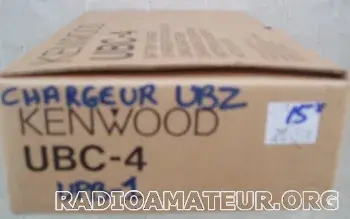 KENWOOD
UBC-4
CHARGEUR UBZ
KENWOOD
15€
UBC-4
RADIOAMATEUR.ORG